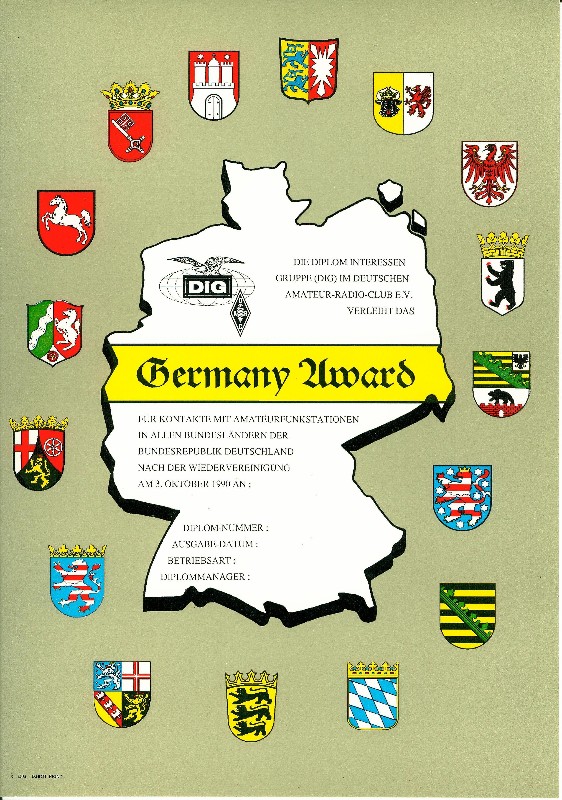 DIG
DIE DIPLOM INTERESSEN
GRUPPE (DIG) IM DEUTSCHEN
AMATEUR-RADIO-CLUB E.V.
VERLEIHT DAS
Germany Award
FÜR KONTAKTE MIT AMATEURFUNKSTATIONEN
IN ALLEN BUNDESLÄNDERN DER
BUNDESREPUBLIK DEUTSCHLAND
NACH DER WIEDERVEREINIGUNG
AM 3. OKTOBER 1990 AN :
DIPLOM-NUMMER :
AUSGABE-DATUM :
BETRIEBSART :
DIPLOMMANAGER :